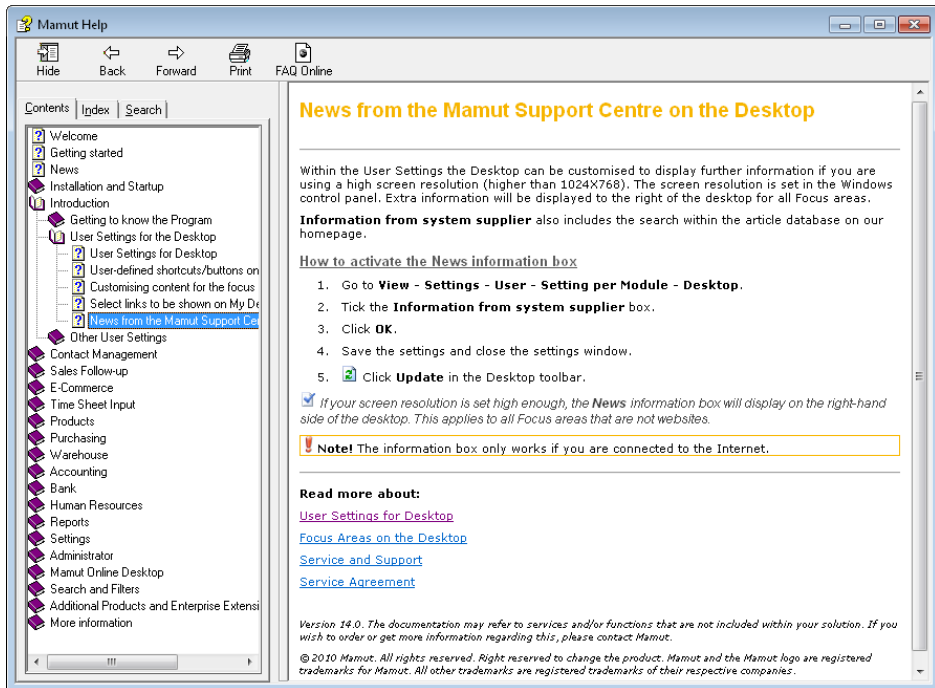 Mamut Help
Hide Back Forward Print FAQ Online
Contents Index Search
Welcome
Getting started
News
Installation and Startup
Introduction
Getting to know the Program
User Settings for the Desktop
User Settings for Desktop
User-defined shortcuts/buttons on
Customising content for the focus
Select links to be shown on My De
News from the Mamut Support Cer
Other User Settings
Contact Management
Sales Follow-up
E-Commerce
Time Sheet Input
Products
Purchasing
Warehouse
Accounting
Bank
Human Resources
Reports
Settings
Administrator
Mamut Online Desktop
Search and Filters
Additional Products and Enterprise Extensi
More information
News from the Mamut Support Centre on the Desktop
Within the User Settings the Desktop can be customised to display further information if you are
using a high screen resolution (higher than 1024X768). The screen resolution is set in the Windows
control panel. Extra information will be displayed to the right of the desktop for all Focus areas.
Information from system supplier also includes the search within the article database on our
homepage.
How to activate the News information box
1. Go to View - Settings - User - Setting per Module - Desktop.
2. Tick the Information from system supplier box.
3. Click OK.
4. Save the settings and close the settings window.
5. Click Update in the Desktop toolbar.
If your screen resolution is set high enough, the News information box will display on the right-hand
side of the desktop. This applies to all Focus areas that are not websites.
Note! The information box only works if you are connected to the Internet.
Read more about:
User Settings for Desktop
Focus Areas on the Desktop
Service and Support
Service Agreement
Version 14.0. The documentation may refer to services and/or functions that are not included within your solution. If you
wish to order or get more information regarding this, please contact Mamut.
© 2010 Mamut. All rights reserved. Right reserved to change the product. Mamut and the Mamut logo are registered
trademarks for Mamut. All other trademarks are registered trademarks of their respective companies.